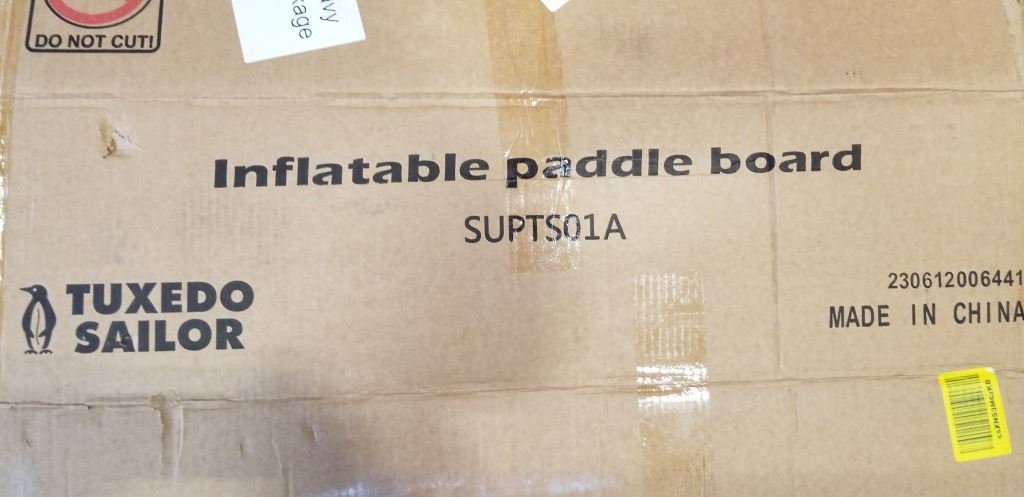 DO NOT CUT!
Inflatable paddle board
SUPTS01A
TUXEDO
SAILOR
230612006441
MADE IN CHINA